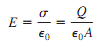 E = σ/ϵ₀ = Q/ϵ₀A